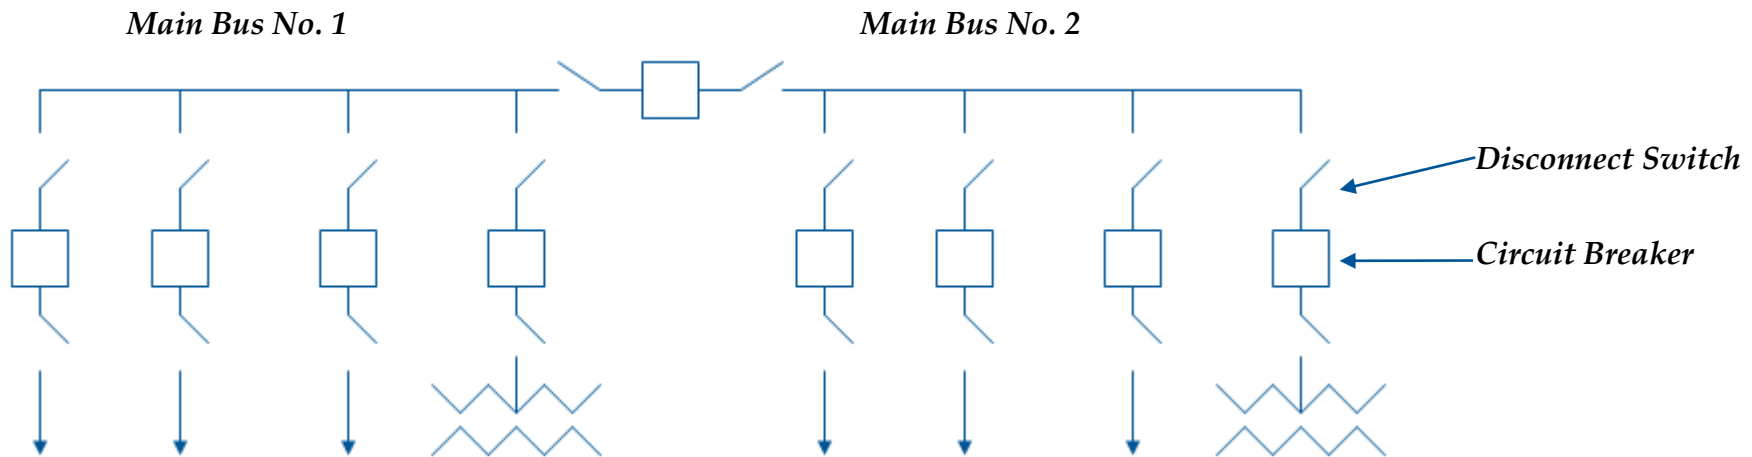 Main Bus No. 1
Main Bus No. 2
Disconnect Switch
Circuit Breaker